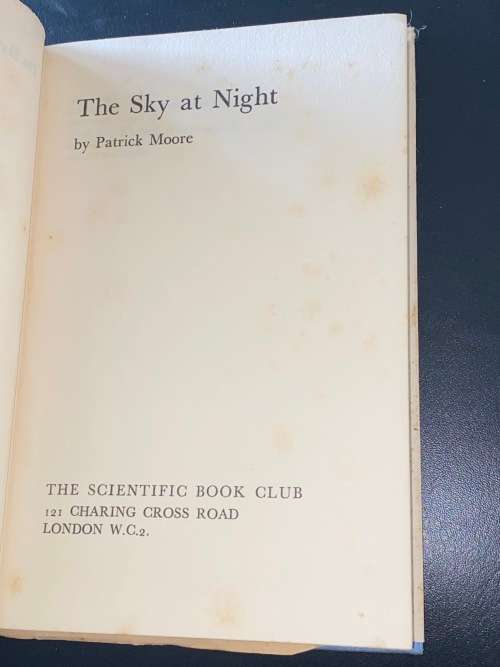 The Sky at Night
by Patrick Moore
THE SCIENTIFIC BOOK CLUB
121 CHARING CROSS ROAD
LONDON W.C.2.